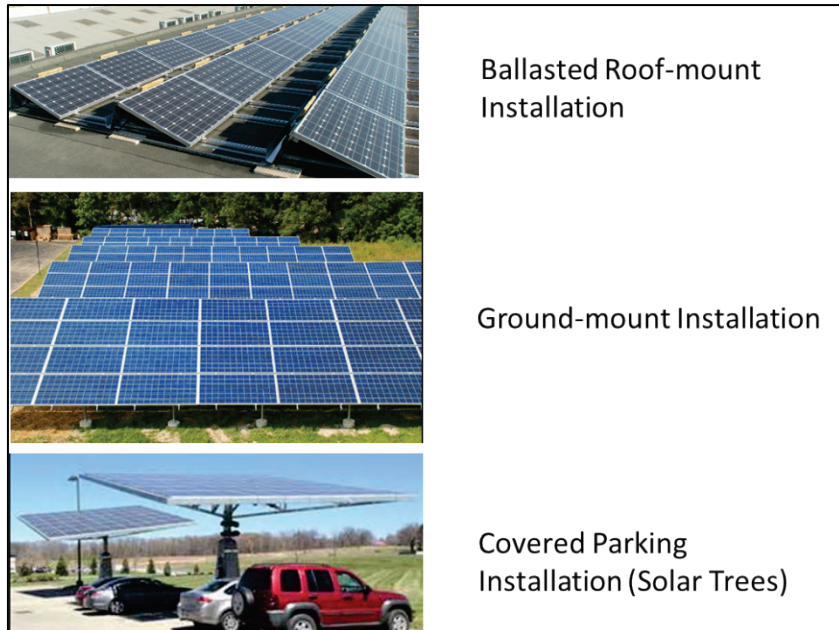 Ballasted Roof-mount
Installation
Ground-mount Installation
Covered Parking
Installation (Solar Trees)